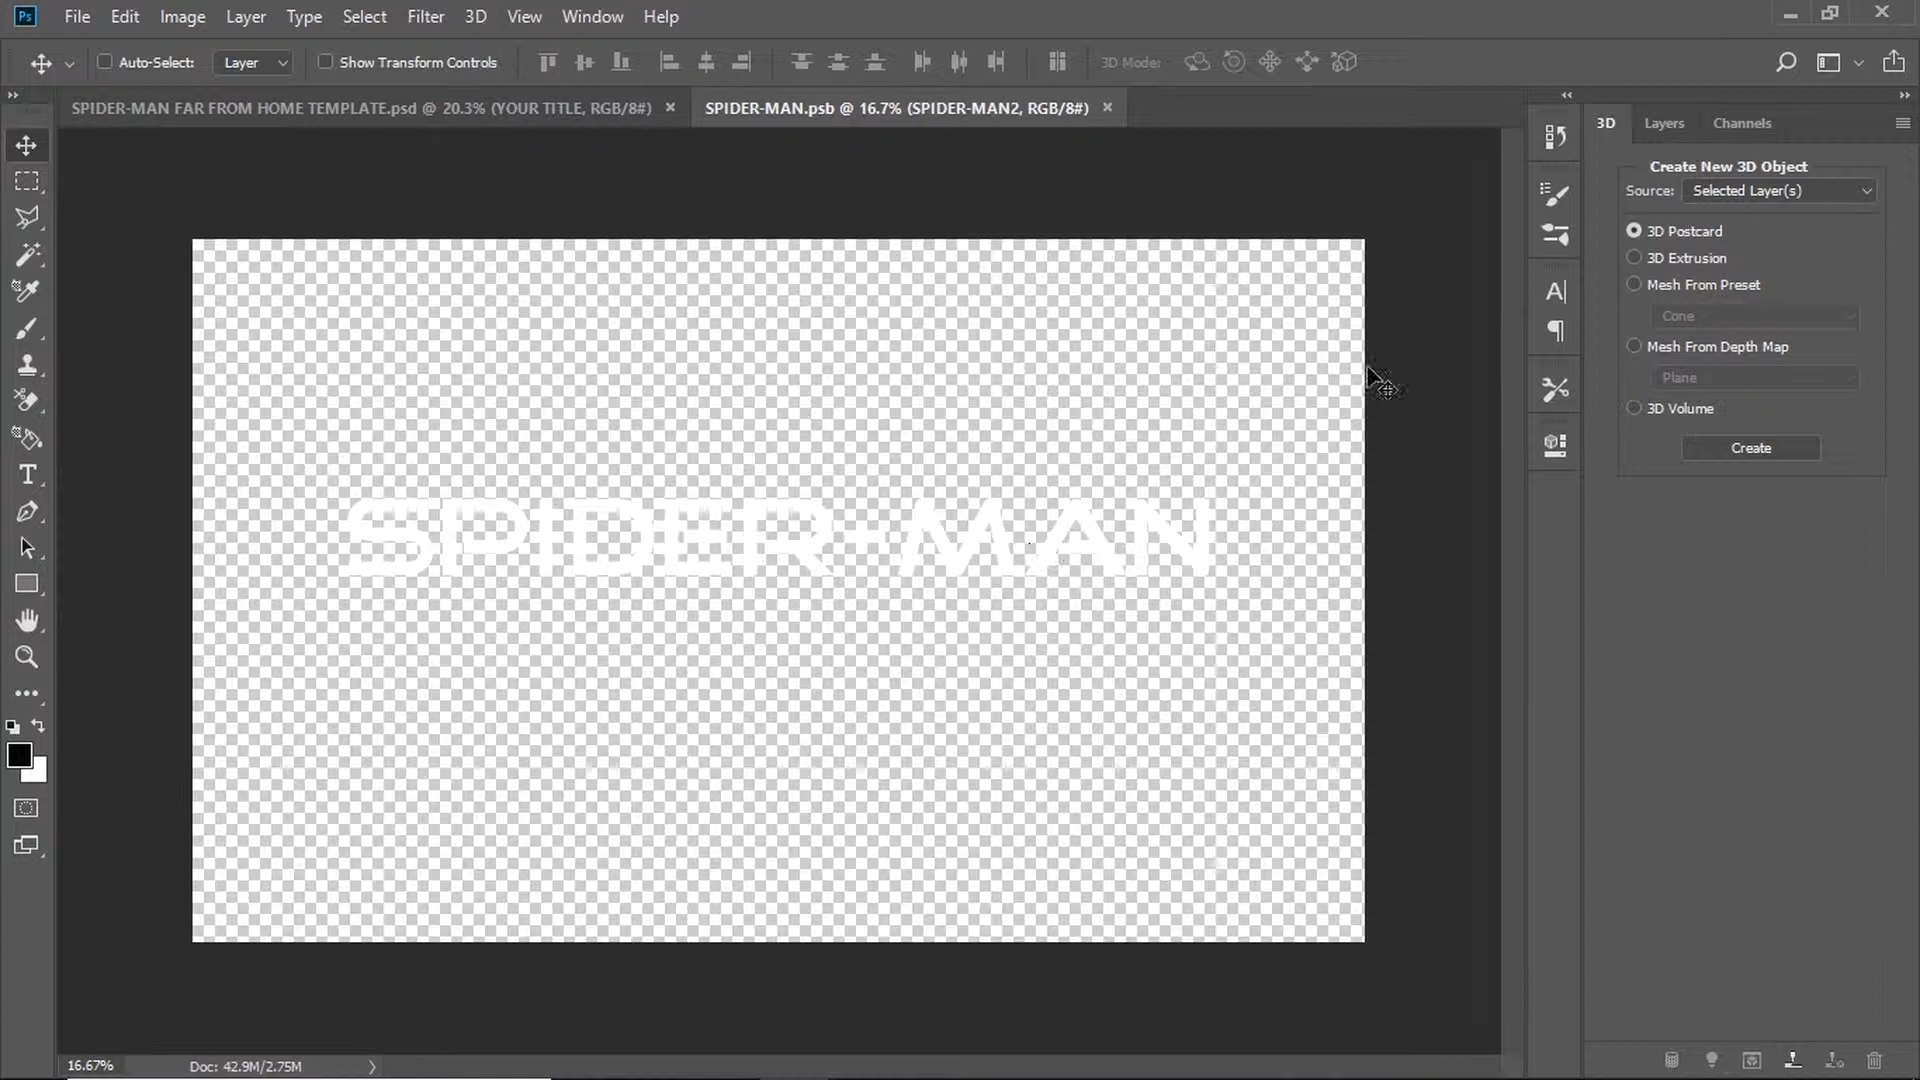 Ps File Edit Image Layer Type Select Filter 3D View Window Help
Auto-Select: Layer Show Transform Controls 3D Mode:
SPIDER-MAN FAR FROM HOME TEMPLATE.psd @ 20.3% (YOUR TITLE, RGB/8#) SPIDER-MAN.psb @ 16.7% (SPIDER-MAN2, RGB/8#)
3D Layers Channels
Create New 3D Object
Source: Selected Layer(s)
3D Postcard
3D Extrusion
Mesh From Preset
Cone
Mesh From Depth Map
Plane
3D Volume
Create
SPIDER-MAN
16.67% Doc: 42.9M/2.75M